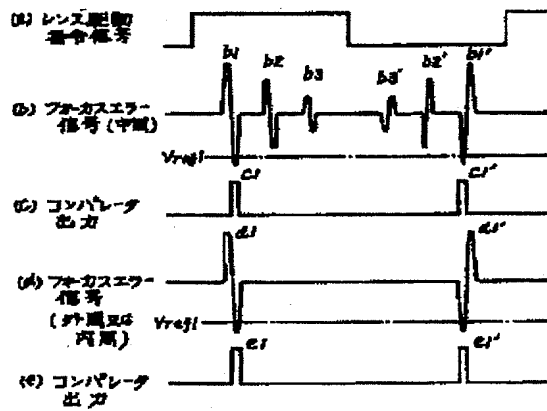 (a) レンズ駆動
指令信号
b1 b2 b3 b3' b2' b1'
(b) フォーカスエラー
信号(中周)
Vref1
c1 c1'
(c) コンパレータ
出力
d1 d1'
(d) フォーカスエラー
信号
(外周又は
内周)
Vref1
e1 e1'
(e) コンパレータ
出力